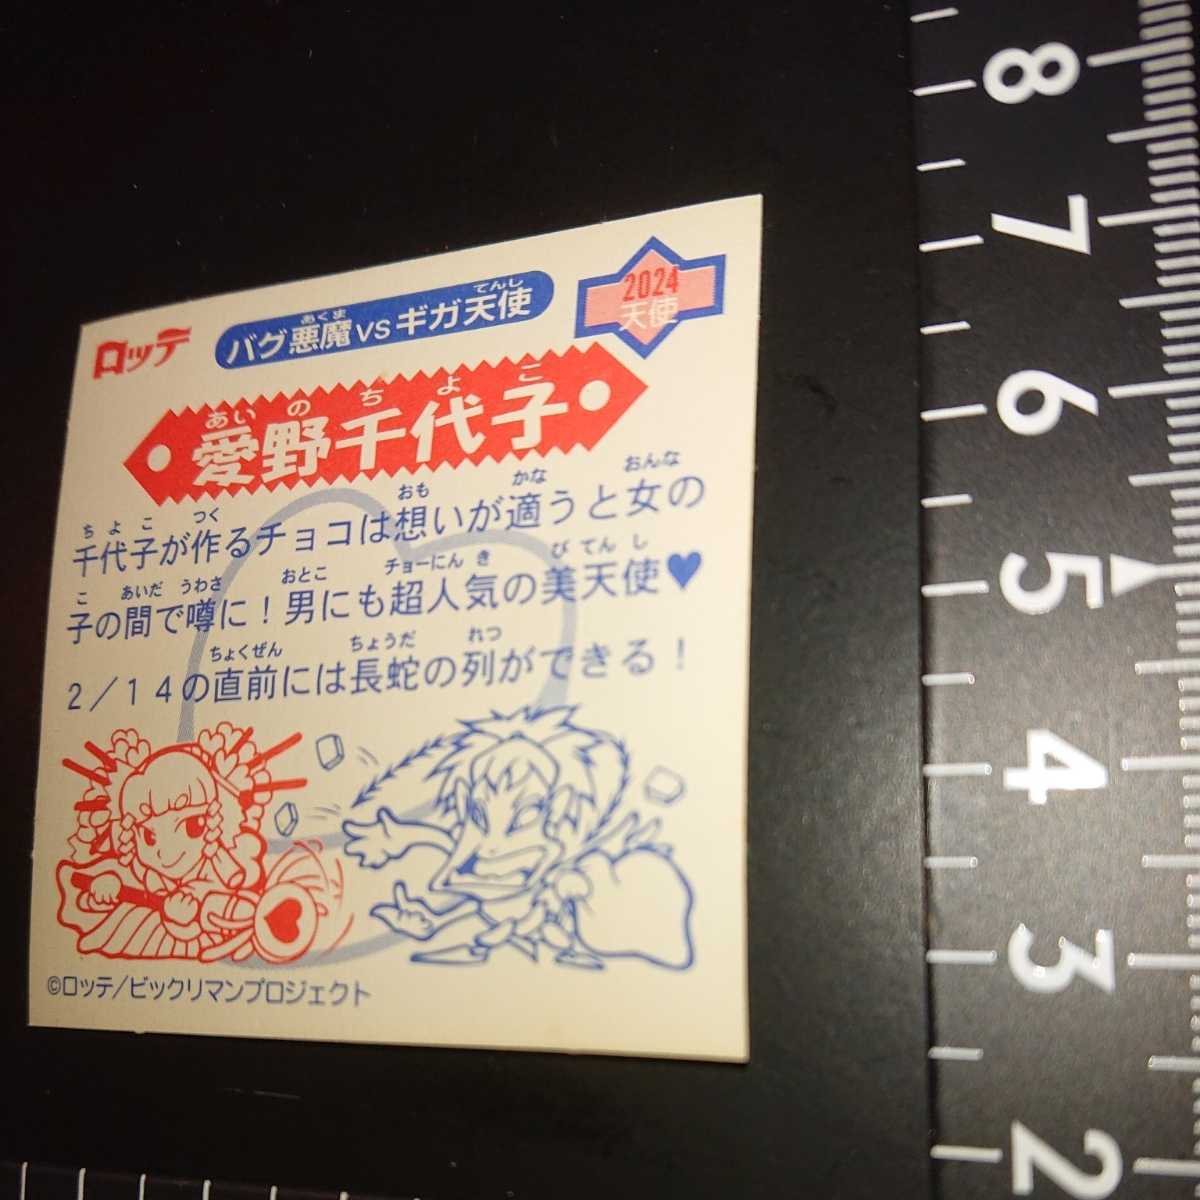 ロッテ
バグ悪魔vsギガ天使
あくま
てんし
2024
天使
あいのちよこ
愛野千代子
ちよこ つく おも かな おんな
千代子が作るチョコは想いが適うと女の
こ あいだ うわさ おとこ チョーにんき びてんし
子の間で噂に！男にも超人気の美天使♥
ちょくぜん ちょうだ れつ
2/14の直前には長蛇の列ができる！
©ロッテ/ビックリマンプロジェクト
8
7
6
5
4
3
2